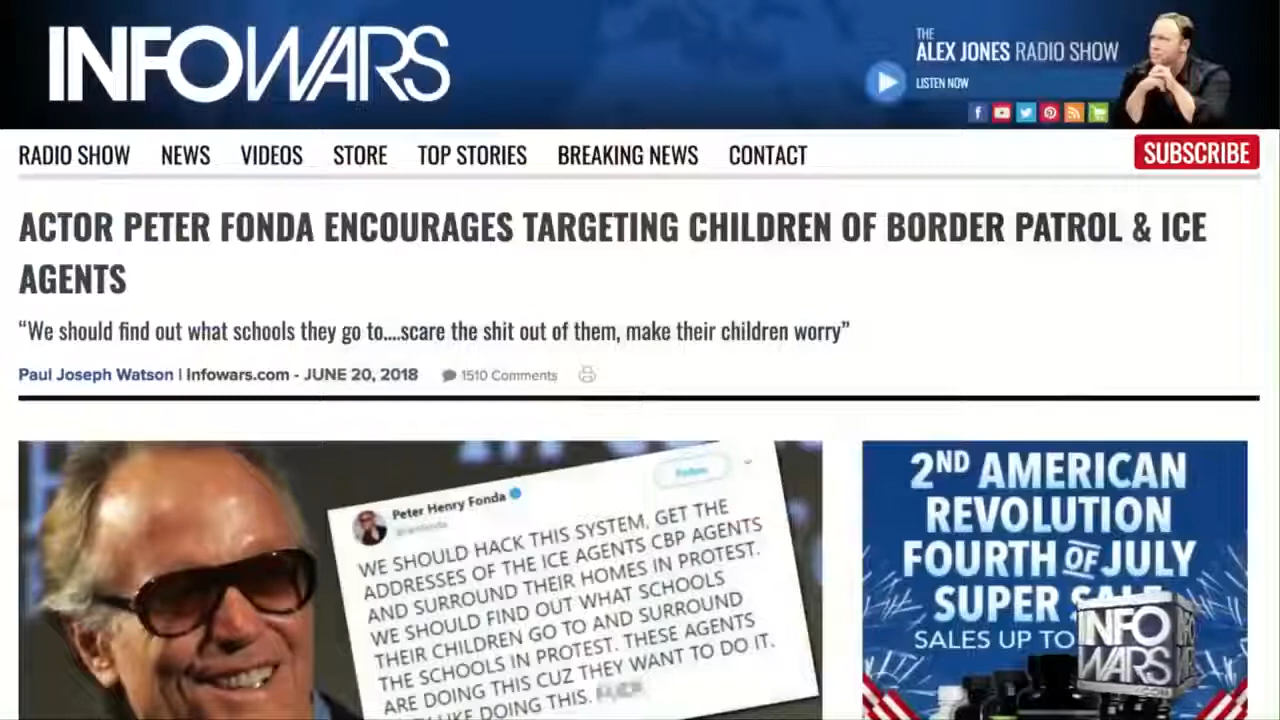 INFOWARS
THE
ALEX JONES RADIO SHOW
LISTEN NOW
RADIO SHOW NEWS VIDEOS STORE TOP STORIES BREAKING NEWS CONTACT
SUBSCRIBE
ACTOR PETER FONDA ENCOURAGES TARGETING CHILDREN OF BORDER PATROL & ICE
AGENTS
“We should find out what schools they go to....scare the shit out of them, make their children worry”
Paul Joseph Watson | Infowars.com - JUNE 20, 2018 1510 Comments
Peter Henry Fonda
Follow
WE SHOULD HACK THIS SYSTEM, GET THE
ADDRESSES OF THE ICE AGENTS CBP AGENTS
AND SURROUND THEIR HOMES IN PROTEST.
WE SHOULD FIND OUT WHAT SCHOOLS
THEIR CHILDREN GO TO AND SURROUND
THE SCHOOLS IN PROTEST. THESE AGENTS
ARE DOING THIS CUZ THEY WANT TO DO IT.
LIKE DOING THIS.
2ND AMERICAN
REVOLUTION
FOURTH OF JULY
SUPER SALE
SALES UP TO
INFO
WARS
.COM